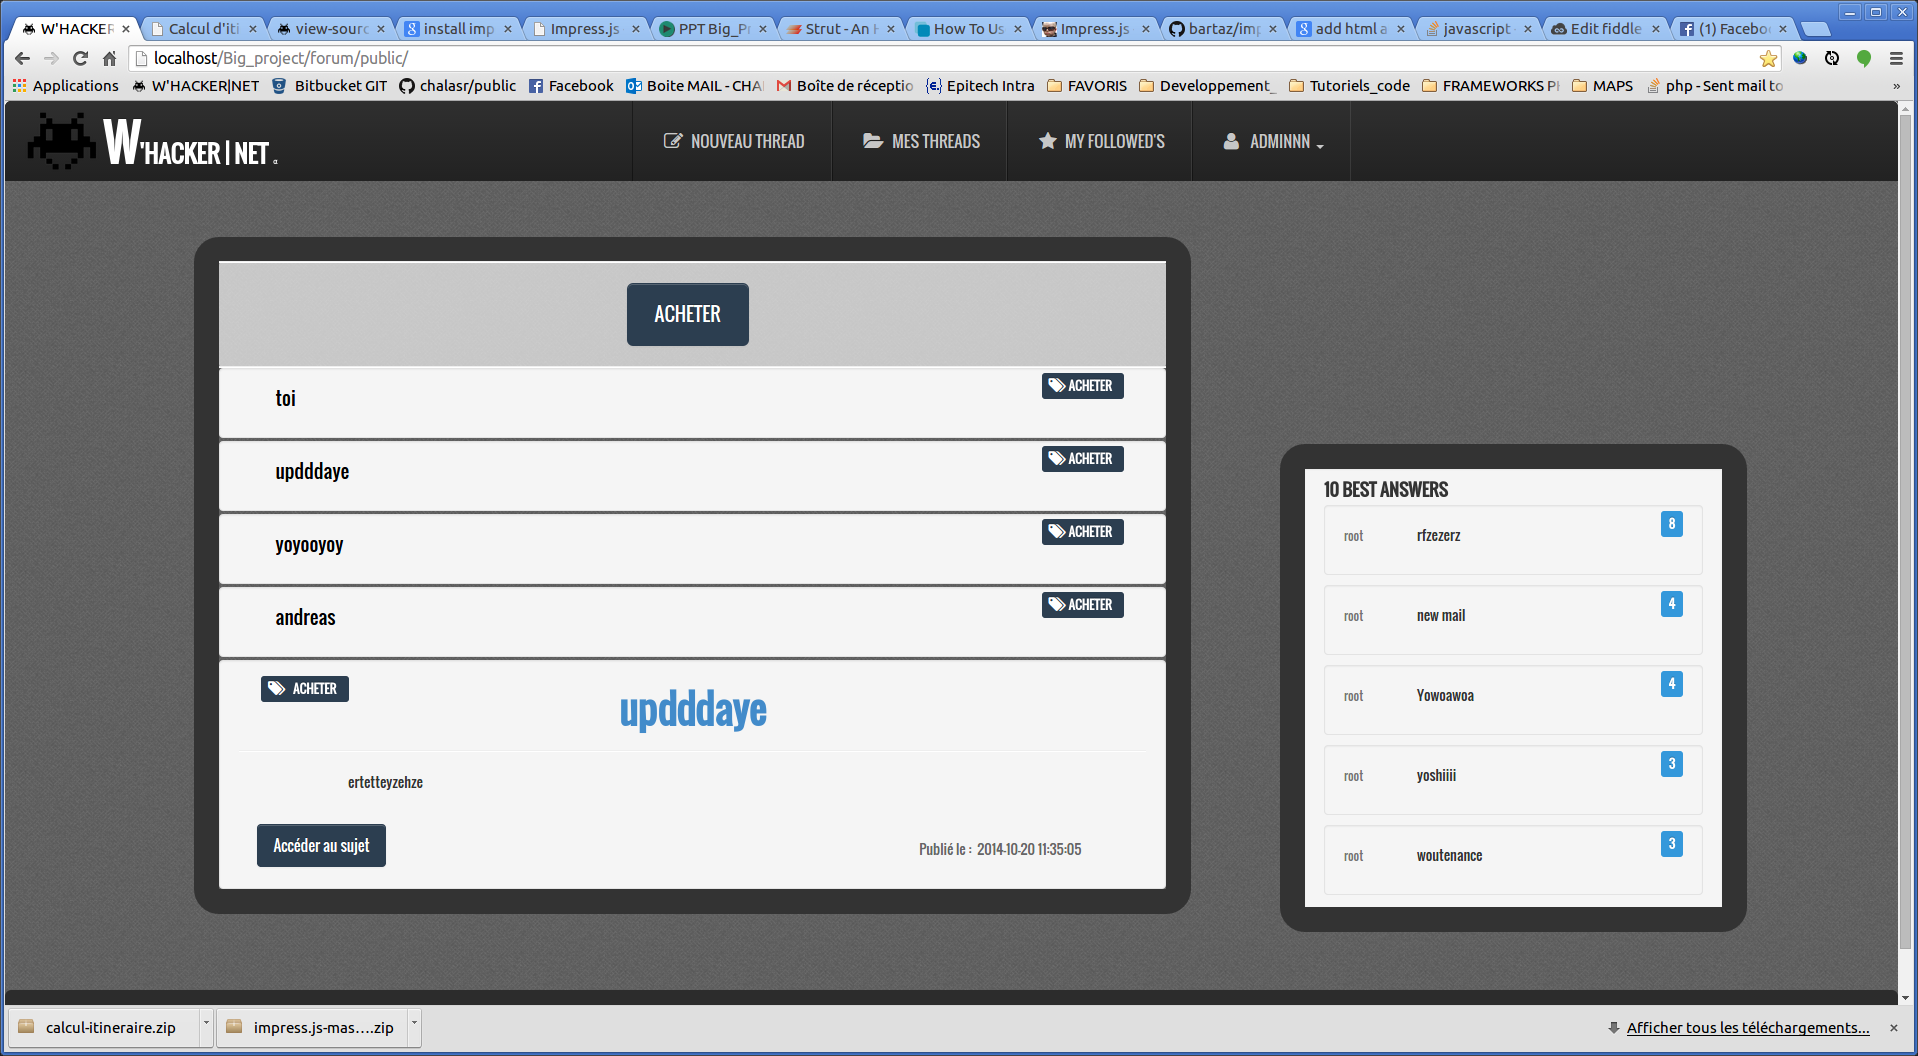 W'HACKER
Calcul d'iti
view-sourc
install imp
Impress.js
PPT Big_Pr
Strut - An H
How To Us
Impress.js
bartaz/imp
add html a
javascript -
Edit fiddle
(1) Facebo
localhost/Big_project/forum/public/
Applications
W'HACKER|NET
Bitbucket GIT
chalasr/public
Facebook
Boite MAIL - CHA
Boîte de réceptio
Epitech Intra
FAVORIS
Developpement_
Tutoriels_code
FRAMEWORKS PH
MAPS
php - Sent mail to
»
W'HACKER | NET
NOUVEAU THREAD
MES THREADS
MY FOLLOWED'S
ADMINNN
ACHETER
toi
ACHETER
updddaye
ACHETER
yoyooyoy
ACHETER
andreas
ACHETER
ACHETER
updddaye
ertetteyzehze
Accéder au sujet
Publié le : 2014-10-20 11:35:05
10 BEST ANSWERS
root rfzezerz 8
root new mail 4
root Yowoawoa 4
root yoshiiii 3
root woutenance 3
calcul-itineraire.zip
impress.js-mas....zip
Afficher tous les téléchargements...